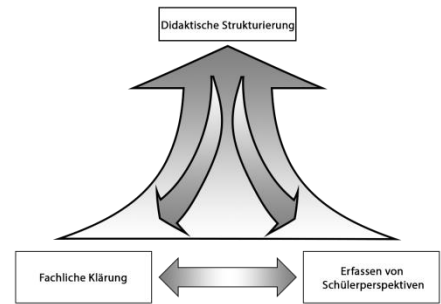 Didaktische Strukturierung
Fachliche Klärung
Erfassen von
Schülerperspektiven